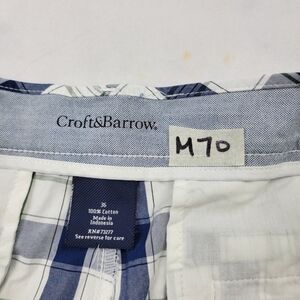 Croft&Barrow®
M70
36
100% Cotton
Made in
Indonesia
RN#73277
See reverse for care